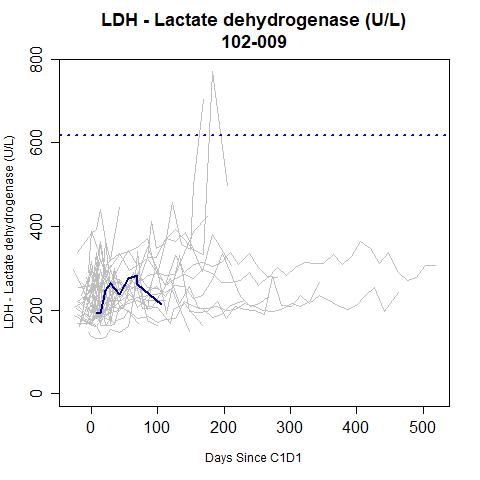 LDH - Lactate dehydrogenase (U/L)
102-009
LDH - Lactate dehydrogenase (U/L)
800
600
400
200
0
0 100 200 300 400 500
Days Since C1D1